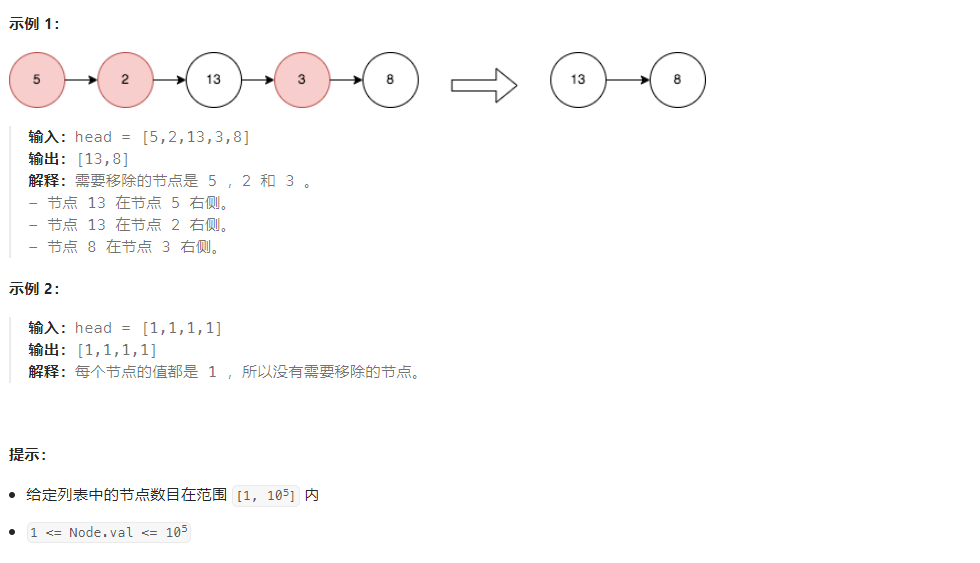 示例 1：
5 2 13 3 8 13 8
输入：head = [5,2,13,3,8]
输出：[13,8]
解释：需要移除的节点是 5 ，2 和 3 。
- 节点 13 在节点 5 右侧。
- 节点 13 在节点 2 右侧。
- 节点 8 在节点 3 右侧。
示例 2：
输入：head = [1,1,1,1]
输出：[1,1,1,1]
解释：每个节点的值都是 1 ，所以没有需要移除的节点。
提示：
• 给定列表中的节点数目在范围 [1, 10⁵] 内
• 1 <= Node.val <= 10⁵